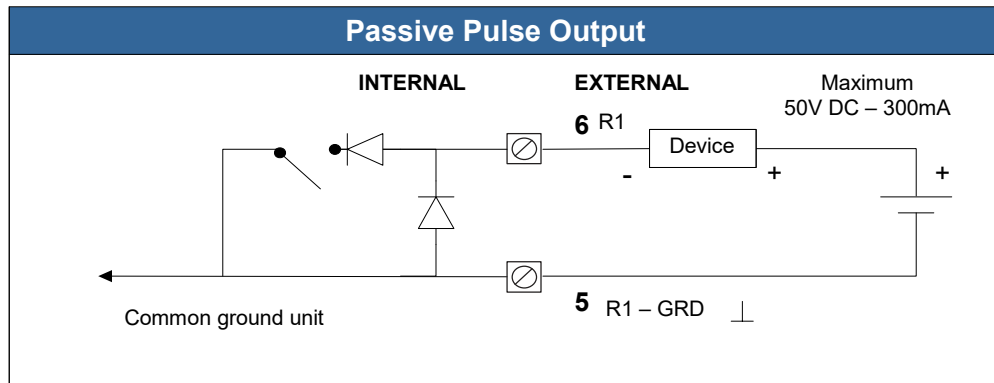 Passive Pulse Output
INTERNAL
EXTERNAL
Maximum
50V DC – 300mA
6 R1
Device
- +
+
5 R1 – GRD
Common ground unit